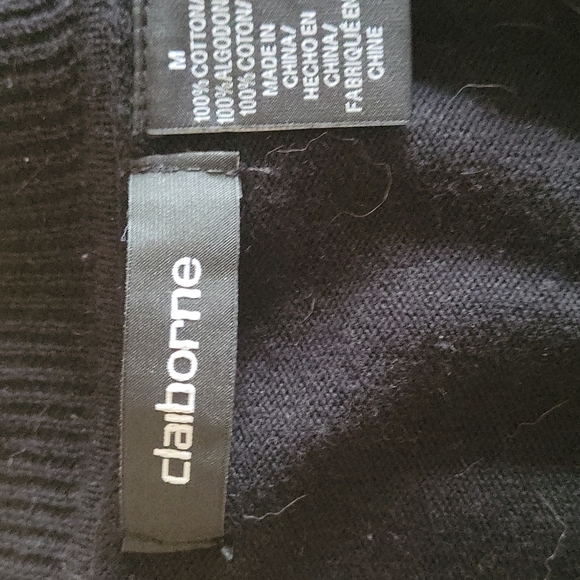 M
100% COTTON/
100% ALGODON/
100% COTON/
MADE IN
CHINA/
HECHO EN
CHINA/
FABRIQUÉ EN
CHINE
claiborne